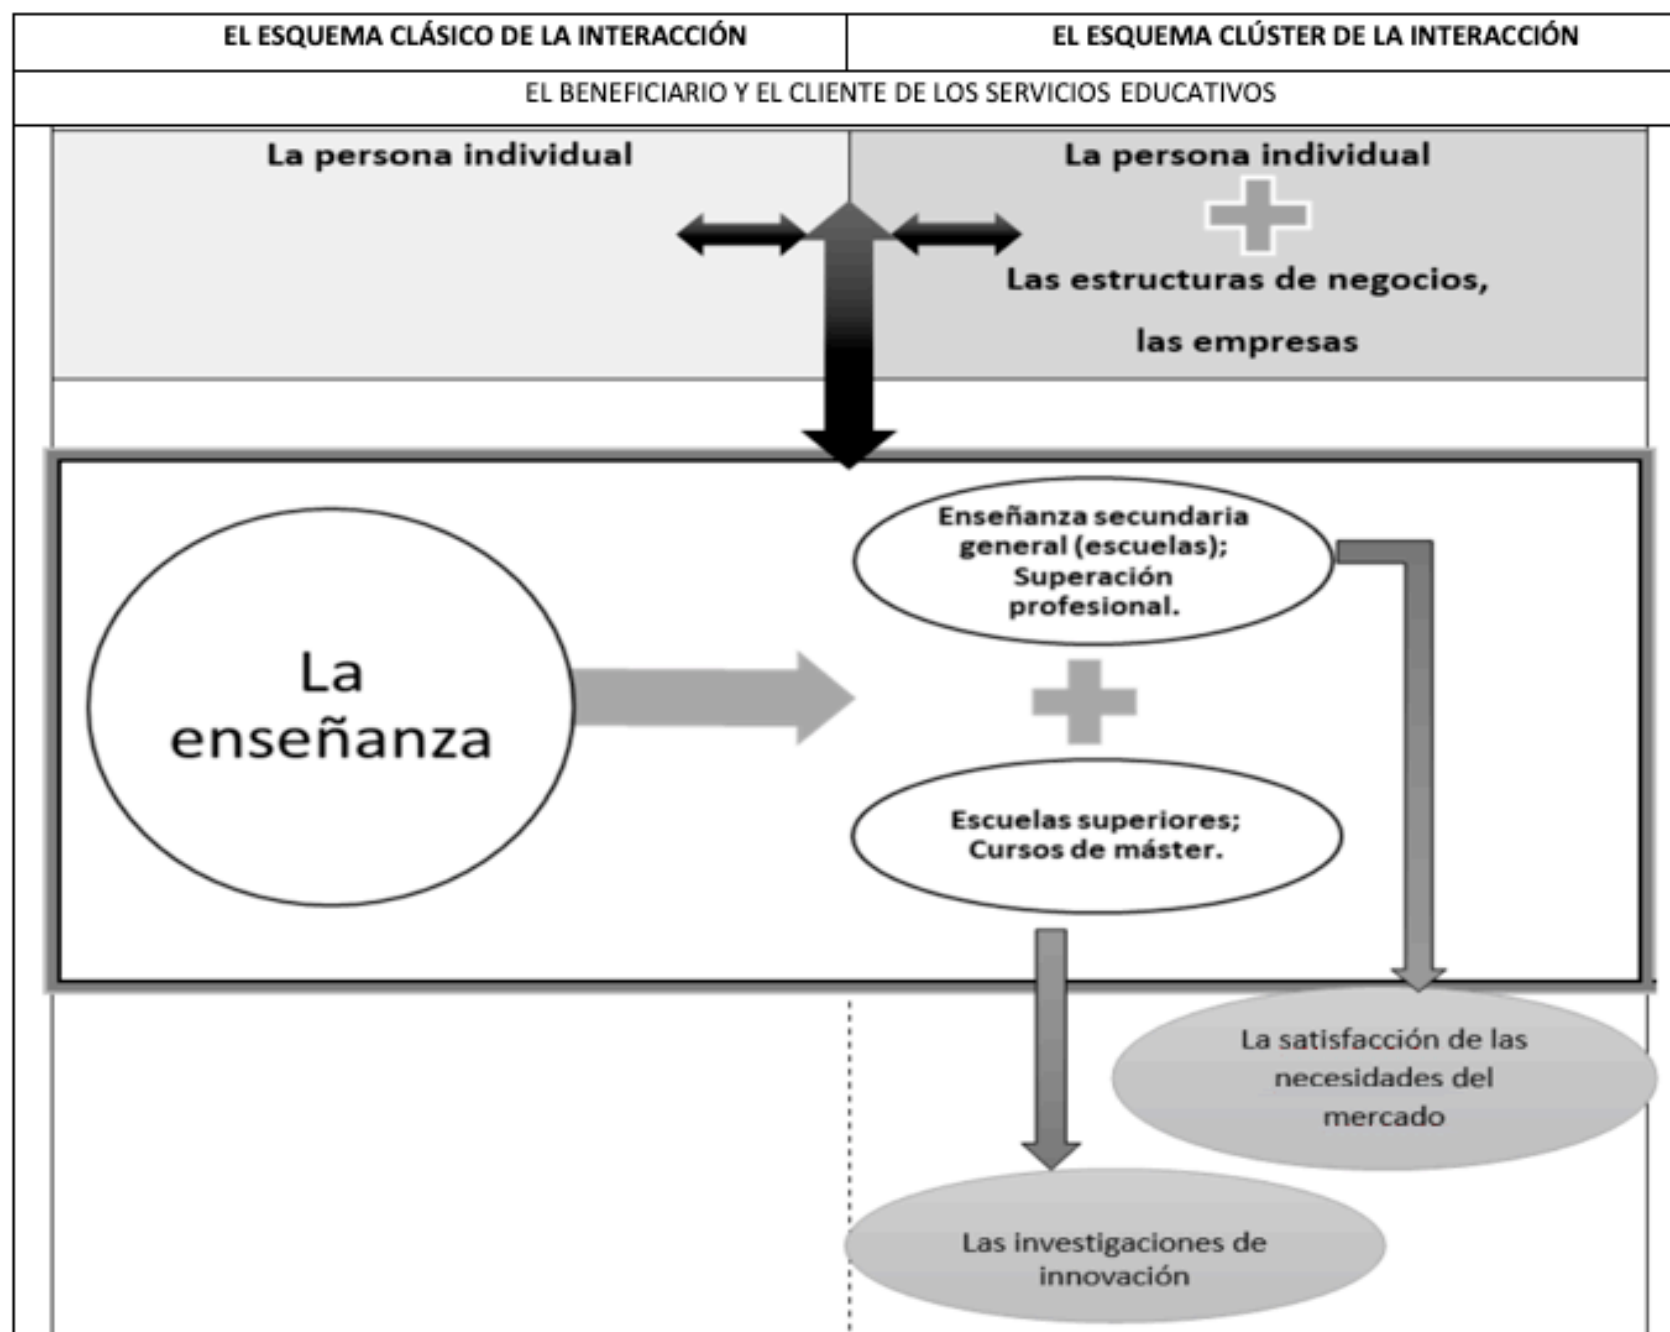 EL ESQUEMA CLÁSICO DE LA INTERACCIÓN
EL ESQUEMA CLÚSTER DE LA INTERACCIÓN
EL BENEFICIARIO Y EL CLIENTE DE LOS SERVICIOS EDUCATIVOS
La persona individual
La persona individual
Las estructuras de negocios,
las empresas
La
enseñanza
Enseñanza secundaria
general (escuelas);
Superación
profesional.
Escuelas superiores;
Cursos de máster.
La satisfacción de las
necesidades del
mercado
Las investigaciones de
innovación